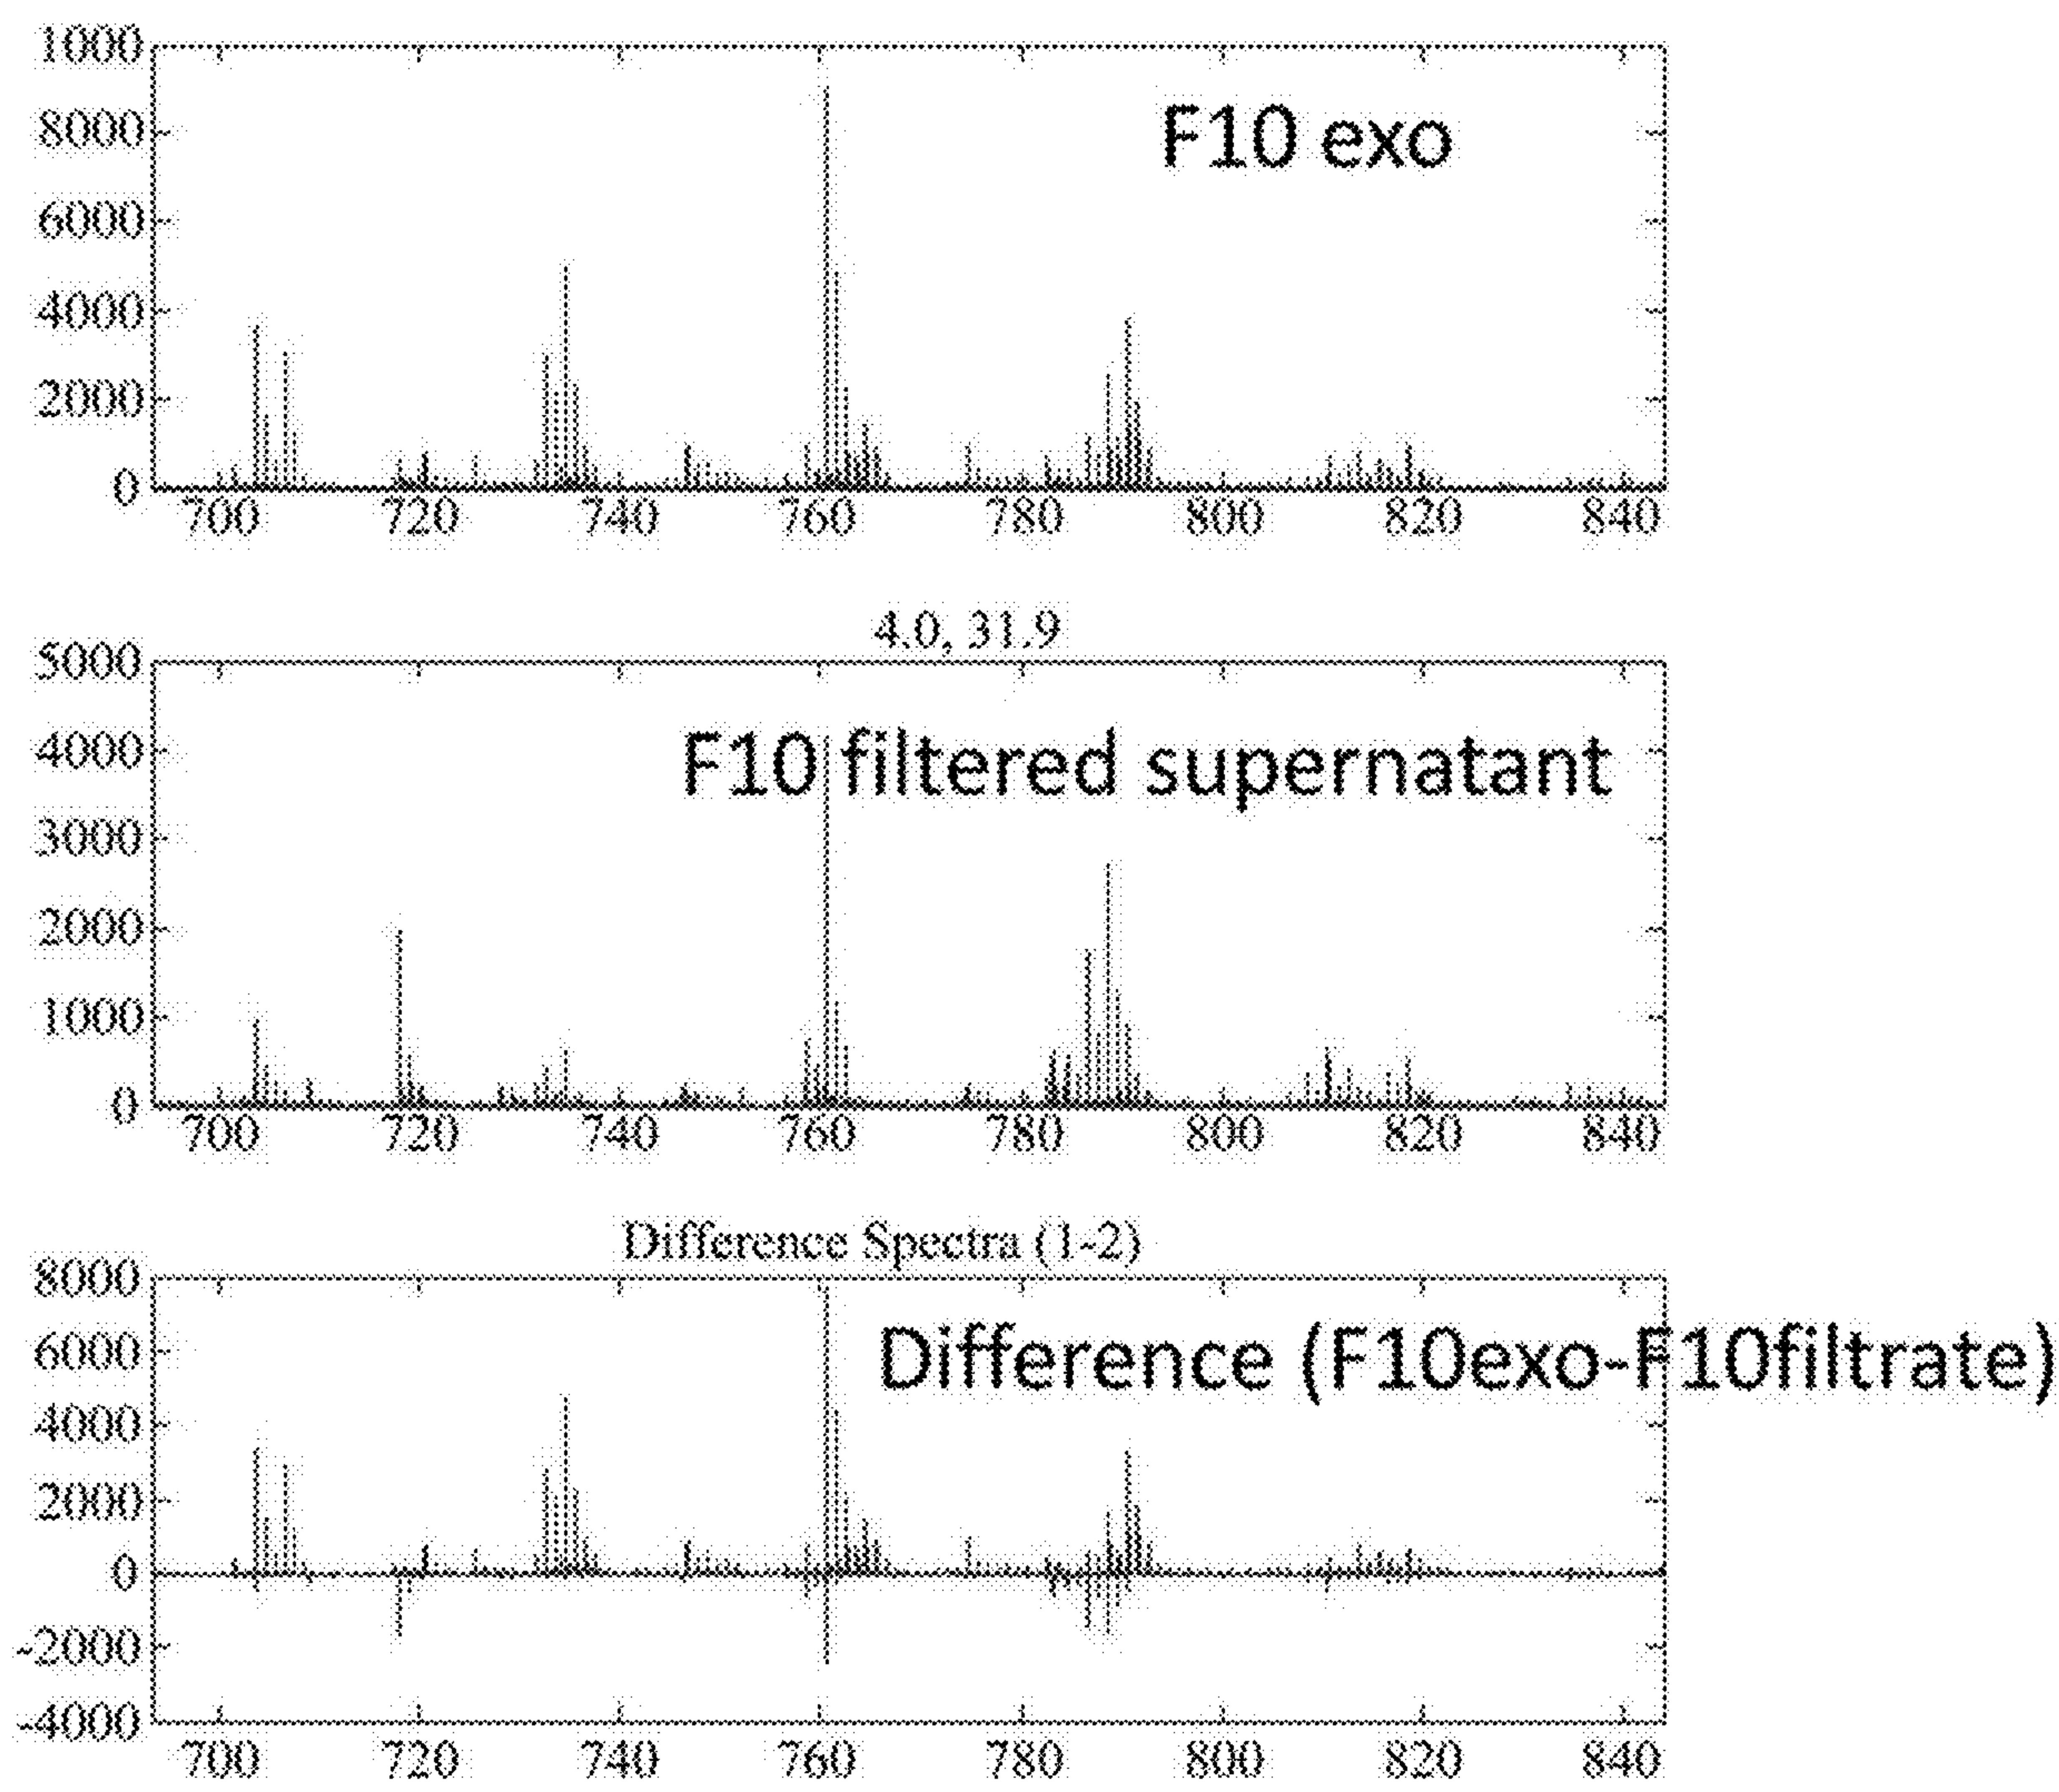 1000
F10 exo
8000
6000
4000
2000
0
700 720 740 760 780 800 820 840
4.0, 31.9
5000
F10 filtered supernatant
4000
3000
2000
1000
0
700 720 740 760 780 800 820 840
Difference Spectra (1-2)
8000
Difference (F10exo-F10filtrate)
6000
4000
2000
0
-2000
-4000
700 720 740 760 780 800 820 840